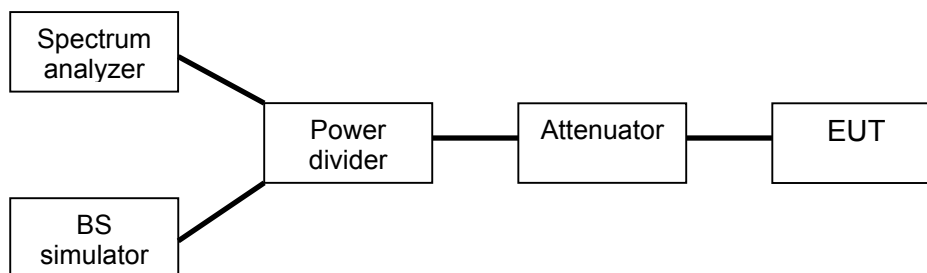 Spectrum
analyzer
Power
divider
Attenuator
EUT
BS
simulator